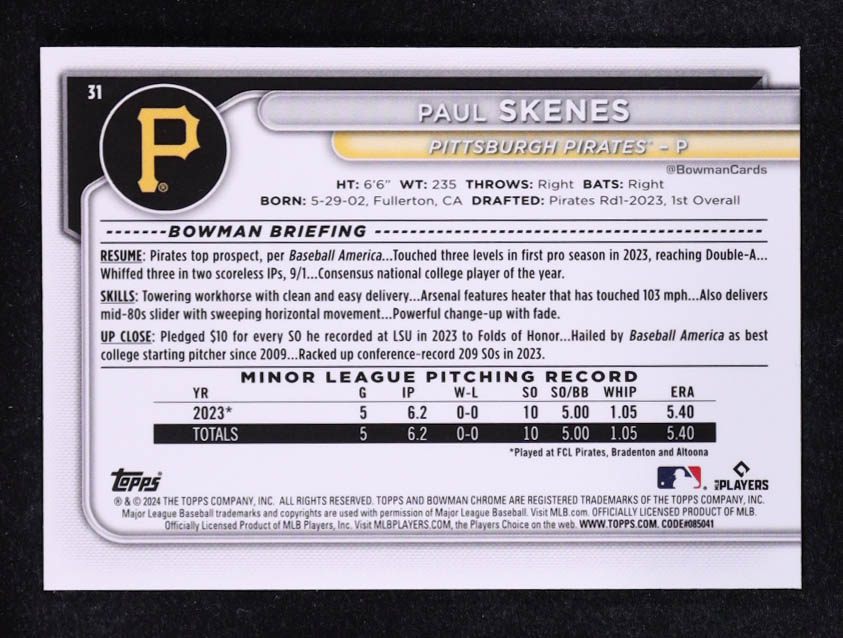 31
P
®
PAUL SKENES
PITTSBURGH PIRATES® – P
@BowmanCards
HT: 6'6" WT: 235 THROWS: Right BATS: Right
BORN: 5-29-02, Fullerton, CA DRAFTED: Pirates Rd1-2023, 1st Overall
BOWMAN BRIEFING
RESUME: Pirates top prospect, per Baseball America...Touched three levels in first pro season in 2023, reaching Double-A...
Whiffed three in two scoreless IPs, 9/1...Consensus national college player of the year.
SKILLS: Towering workhorse with clean and easy delivery...Arsenal features heater that has touched 103 mph...Also delivers
mid-80s slider with sweeping horizontal movement...Powerful change-up with fade.
UP CLOSE: Pledged $10 for every SO he recorded at LSU in 2023 to Folds of Honor...Hailed by Baseball America as best
college starting pitcher since 2009...Racked up conference-record 209 SOs in 2023.
MINOR LEAGUE PITCHING RECORD
YR G IP W-L SO SO/BB WHIP ERA
2023* 5 6.2 0-0 10 5.00 1.05 5.40
TOTALS 5 6.2 0-0 10 5.00 1.05 5.40
*Played at FCL Pirates, Bradenton and Altoona
topps® MLB PLAYERS
® & © 2024 THE TOPPS COMPANY, INC. ALL RIGHTS RESERVED. TOPPS AND BOWMAN CHROME ARE REGISTERED TRADEMARKS OF THE TOPPS COMPANY, INC.
Major League Baseball trademarks and copyrights are used with permission of Major League Baseball. Visit MLB.com. OFFICIALLY LICENSED PRODUCT OF MLB.
Officially Licensed Product of MLB Players, Inc. Visit MLBPLAYERS.COM, the Players Choice on the web. WWW.TOPPS.COM. CODE#085041